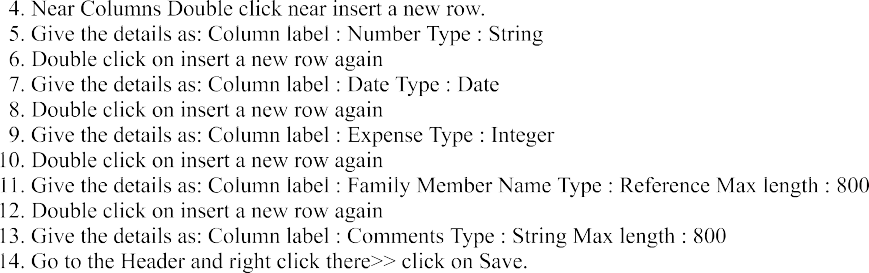 4. Near Columns Double click near insert a new row.
5. Give the details as: Column label : Number Type : String
6. Double click on insert a new row again
7. Give the details as: Column label : Date Type : Date
8. Double click on insert a new row again
9. Give the details as: Column label : Expense Type : Integer
10. Double click on insert a new row again
11. Give the details as: Column label : Family Member Name Type : Reference Max length : 800
12. Double click on insert a new row again
13. Give the details as: Column label : Comments Type : String Max length : 800
14. Go to the Header and right click there>> click on Save.